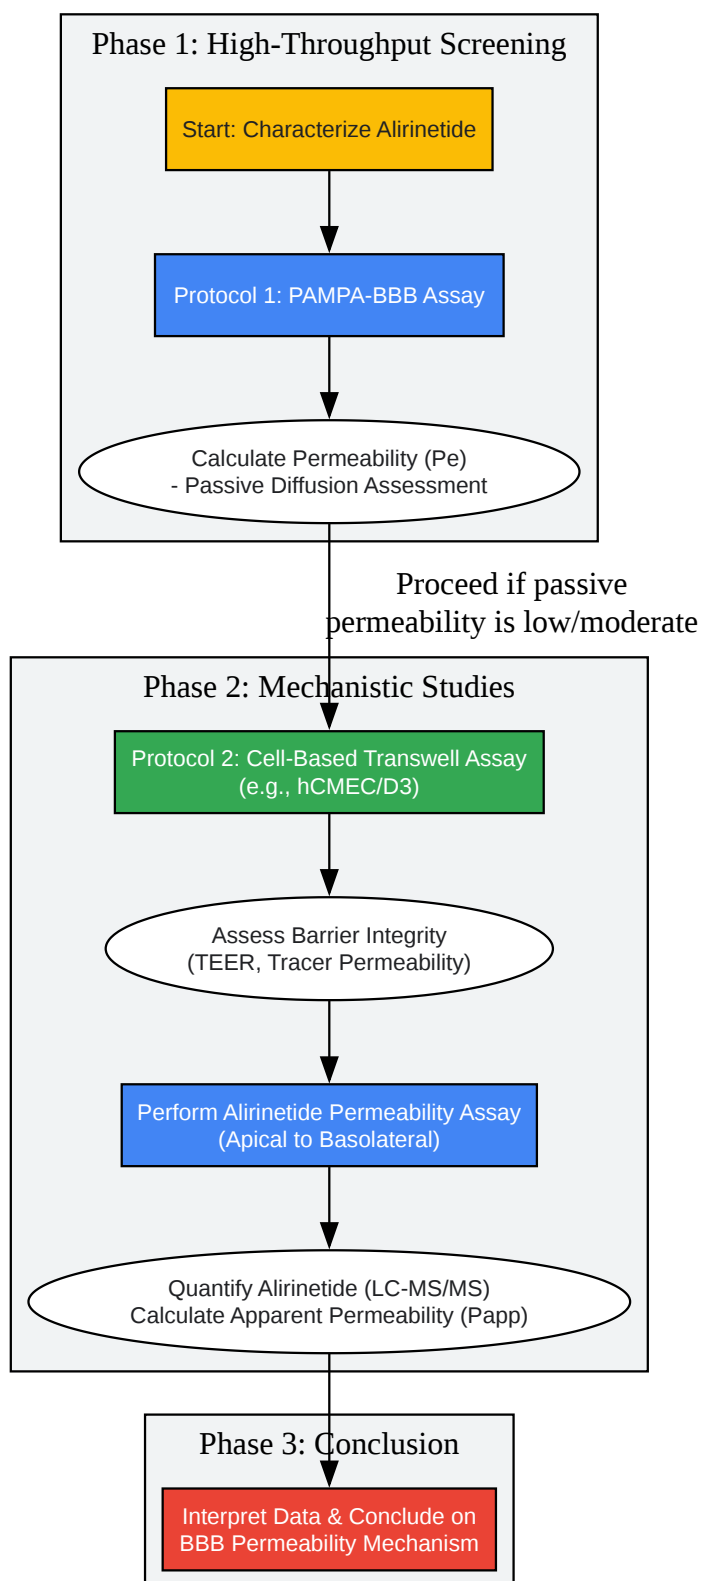 Phase 1: High-Throughput Screening
Start: Characterize Alirinetide
Protocol 1: PAMPA-BBB Assay
Calculate Permeability (Pe)
- Passive Diffusion Assessment
Proceed if passive
permeability is low/moderate
Phase 2: Mechanistic Studies
Protocol 2: Cell-Based Transwell Assay
(e.g., hCMEC/D3)
Assess Barrier Integrity
(TEER, Tracer Permeability)
Perform Alirinetide Permeability Assay
(Apical to Basolateral)
Quantify Alirinetide (LC-MS/MS)
Calculate Apparent Permeability (Papp)
Phase 3: Conclusion
Interpret Data & Conclude on
BBB Permeability Mechanism